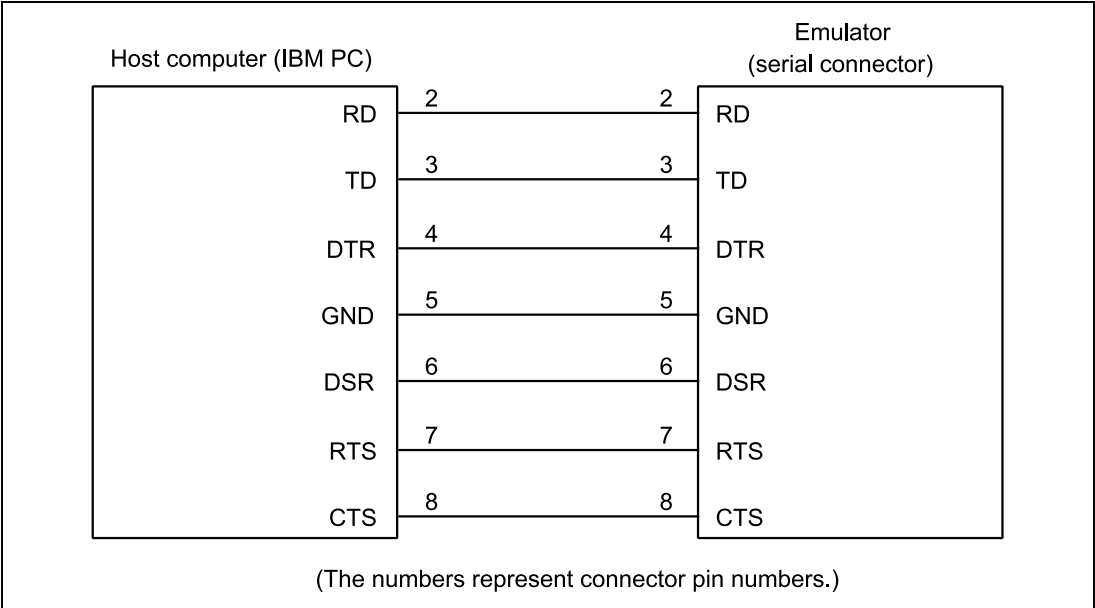 Host computer (IBM PC)
Emulator
(serial connector)
RD 2 2 RD
TD 3 3 TD
DTR 4 4 DTR
GND 5 5 GND
DSR 6 6 DSR
RTS 7 7 RTS
CTS 8 8 CTS
(The numbers represent connector pin numbers.)